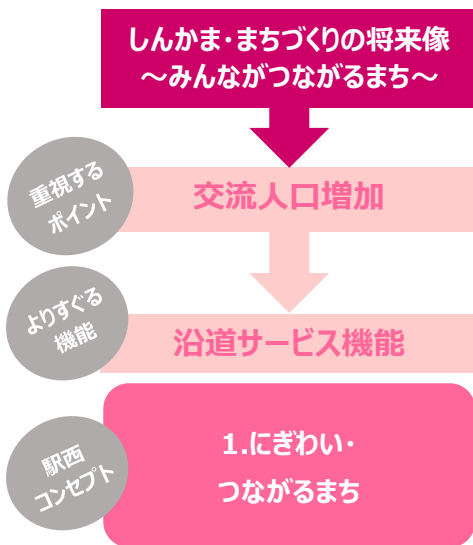 しんかま・まちづくりの将来像
～みんながつながるまち～
重視する
ポイント
交流人口増加
よりすぐる
機能
沿道サービス機能
駅西
コンセプト
1.にぎわい・
つながるまち